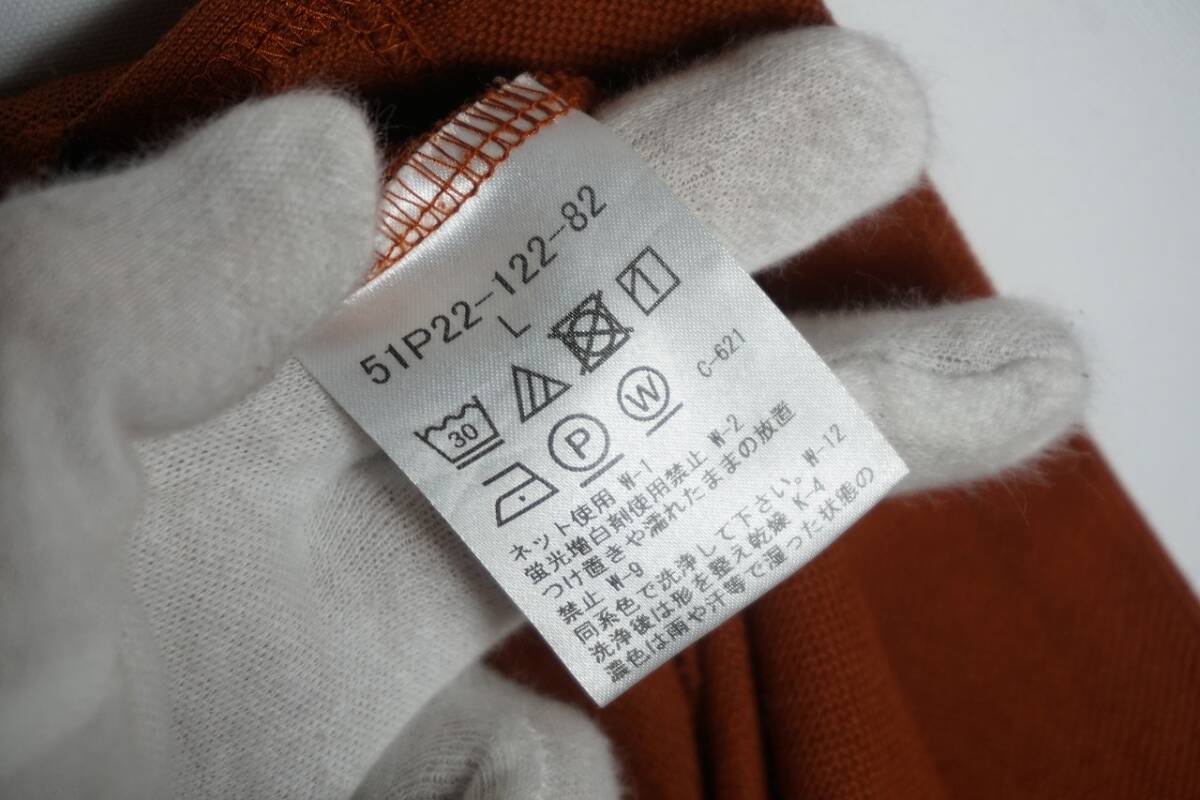 51P22-122-82
L
30
P W C-621
ネット使用 W-1
蛍光増白剤使用禁止 W-2
つけ置きや濡れたままの放置
禁止 W-9
同系色で洗浄して下さい。W-12
洗浄後は形を整え乾燥 K-4
濃色は雨や汗等で湿った状態の